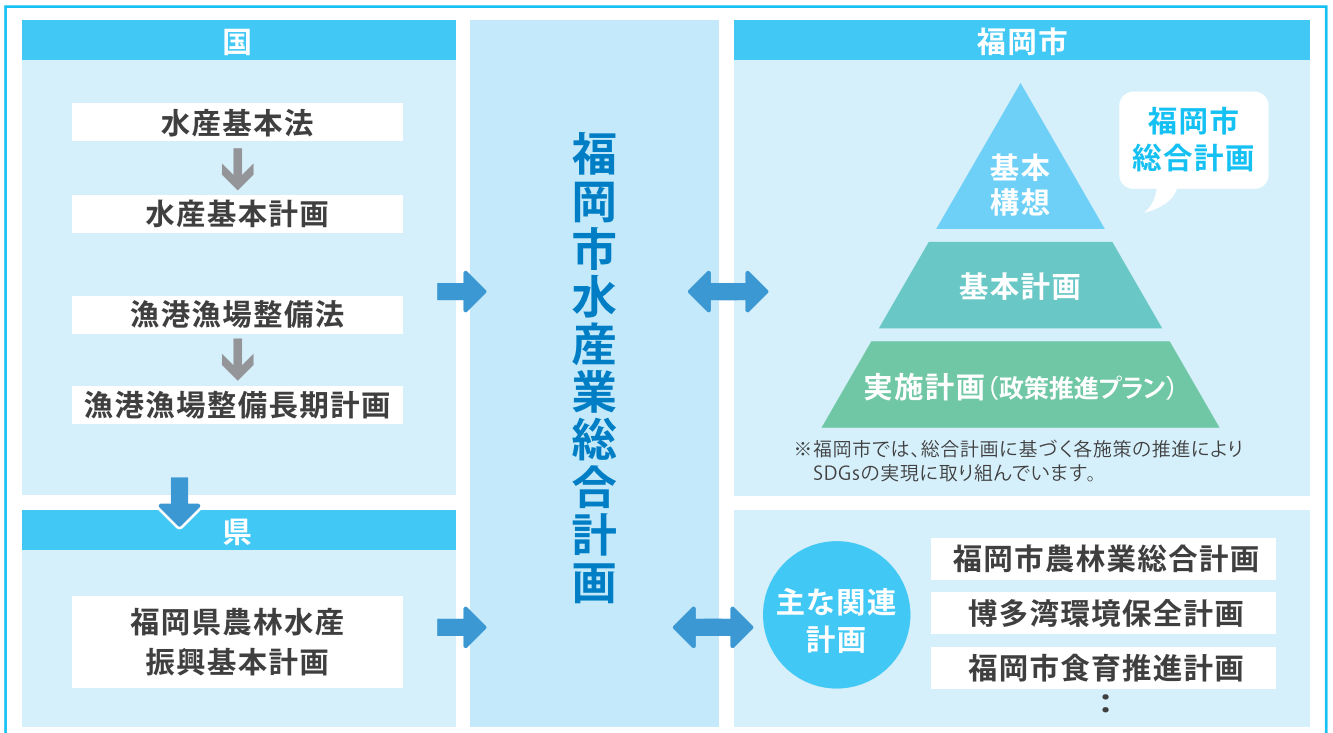 国
水産基本法
水産基本計画
漁港漁場整備法
漁港漁場整備長期計画
県
福岡県農林水産
振興基本計画
福岡市水産業総合計画
福岡市
福岡市
総合計画
基本
構想
基本計画
実施計画（政策推進プラン）
※福岡市では、総合計画に基づく各施策の推進により
SDGsの実現に取り組んでいます。
主な関連
計画
福岡市農林業総合計画
博多湾環境保全計画
福岡市食育推進計画
：